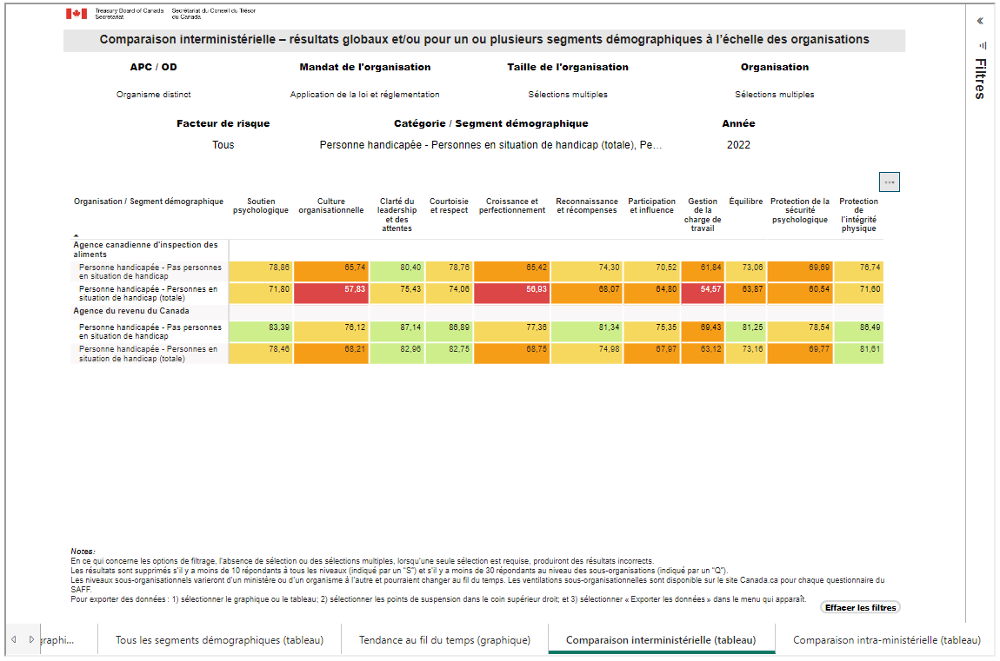 Treasury Board of Canada Secrétariat du Conseil du Trésor
Secretariat du Canada
Comparaison interministérielle – résultats globaux et/ou pour un ou plusieurs segments démographiques à l'échelle des organisations
APC / OD Mandat de l'organisation Taille de l'organisation Organisation
Organisme distinct Application de la loi et réglementation Sélections multiples Sélections multiples
Facteur de risque Catégorie / Segment démographique Année
Tous Personne handicapée - Personnes en situation de handicap (totale), Pe… 2022
Filtres
Organisation / Segment démographique Soutien Culture Clarté du Courtoisie Croissance et Reconnaissance Participation Gestion Équilibre Protection de la Protection
psychologique organisationnelle leadership et respect perfectionnement et récompenses et influence de la sécurité de
et des charge de psychologique l'intégrité
attentes travail physique
Agence canadienne d'inspection des
aliments
Personne handicapée - Pas personnes 78,86 65,74 80,40 78,76 65,42 74,30 70,52 61,84 73,06 69,69 76,74
en situation de handicap
Personne handicapée - Personnes en 71,80 57,83 75,43 74,06 56,93 68,07 64,80 54,57 63,87 60,54 71,60
situation de handicap (totale)
Agence du revenu du Canada
Personne handicapée - Pas personnes 83,39 76,12 87,14 86,89 77,36 81,34 75,35 69,43 81,25 78,54 86,49
en situation de handicap
Personne handicapée - Personnes en 78,46 68,21 82,96 82,75 68,75 74,98 67,97 63,12 73,16 69,77 81,61
situation de handicap (totale)
Notes:
En ce qui concerne les options de filtrage, l'absence de sélection ou des sélections multiples, lorsqu'une seule sélection est requise, produiront des résultats incorrects.
Les résultats sont supprimés s'il y a moins de 10 répondants á tous les niveaux (indiqué par un "S") et s'il y a moins de 30 répondants au niveau des sous-organisations (indiqué par un "Q").
Les niveaux sous-organisationnels varieront d'un ministère ou d'un organisme à l'autre et pourraient changer au fil du temps. Les ventilations sous-organisationnelles sont disponible sur le site Canada.ca pour chaque questionnaire du
SAFF.
Pour exporter des données : 1) sélectionner le graphique ou le tableau; 2) sélectionner les points de suspension dans le coin supérieur droit; et 3) sélectionner « Exporter les données » dans le menu qui apparaît.
Effacer les filtres
graphi... Tous les segments démographiques (tableau) Tendance au fil du temps (graphique) Comparaison interministérielle (tableau) Comparaison intra-ministérielle (tableau)